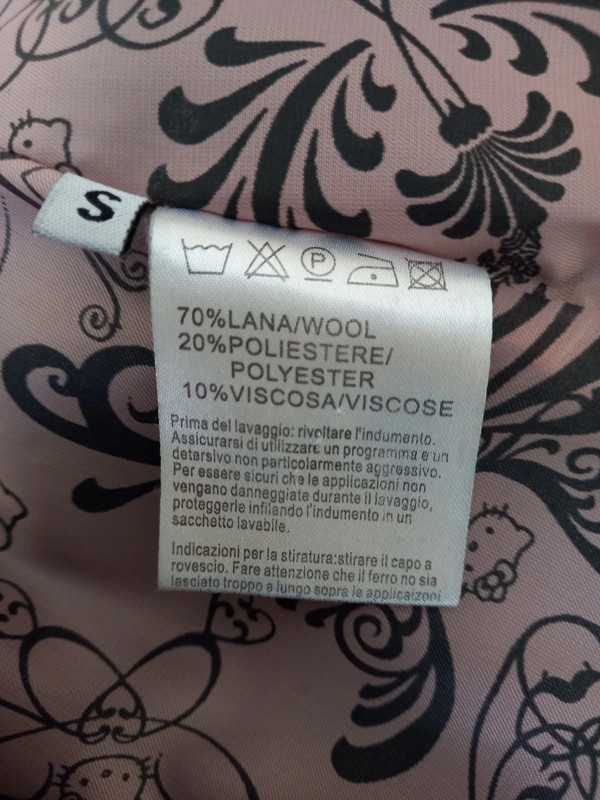 S
P
70%LANA/WOOL
20%POLIESTERE/
POLYESTER
10%VISCOSA/VISCOSE
Prima del lavaggio: rivoltare l'indumento.
Assicurarsi di utilizzare un programma e un
detarsivo non particolarmente aggressivo.
Per essere sicuri che le applicazioni non
vengano danneggiate durante il lavaggio,
proteggerle infilando l'indumento in un
sacchetto lavabile.
Indicazioni per la stiratura:stirare il capo a
rovescio. Fare attenzione che il ferro no sia
lasciato troppo a lungo sopra le applicalzoni